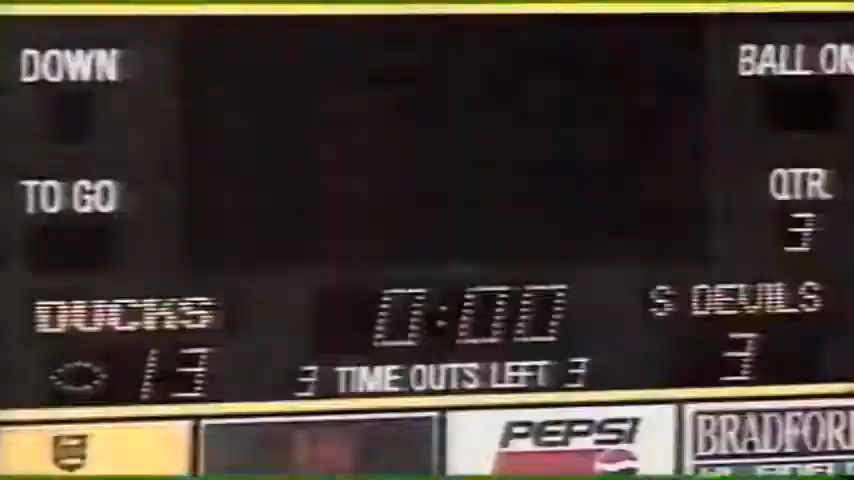 DOWN
BALL ON
TO GO
QTR
3
DUCKS
0:00
S DEVILS
13
3 TIME OUTS LEFT 3
3
PEPSI
BRADFOR